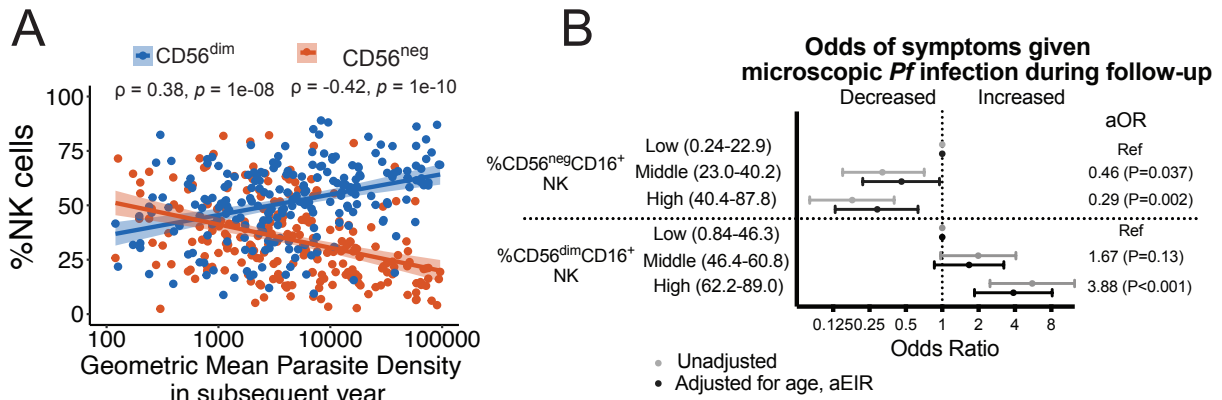 A
CD56dim CD56neg
ρ = 0.38, p = 1e-08 ρ = -0.42, p = 1e-10
%NK cells
100
75
50
25
0
100 1000 10000 100000
Geometric Mean Parasite Density
in subsequent year
B
Odds of symptoms given
microscopic Pf infection during follow-up
Decreased Increased
aOR
%CD56negCD16+
NK
Low (0.24-22.9) Ref
Middle (23.0-40.2) 0.46 (P=0.037)
High (40.4-87.8) 0.29 (P=0.002)
%CD56dimCD16+
NK
Low (0.84-46.3) Ref
Middle (46.4-60.8) 1.67 (P=0.13)
High (62.2-89.0) 3.88 (P<0.001)
0.125 0.25 0.5 1 2 4 8
Odds Ratio
Unadjusted
Adjusted for age, aEIR